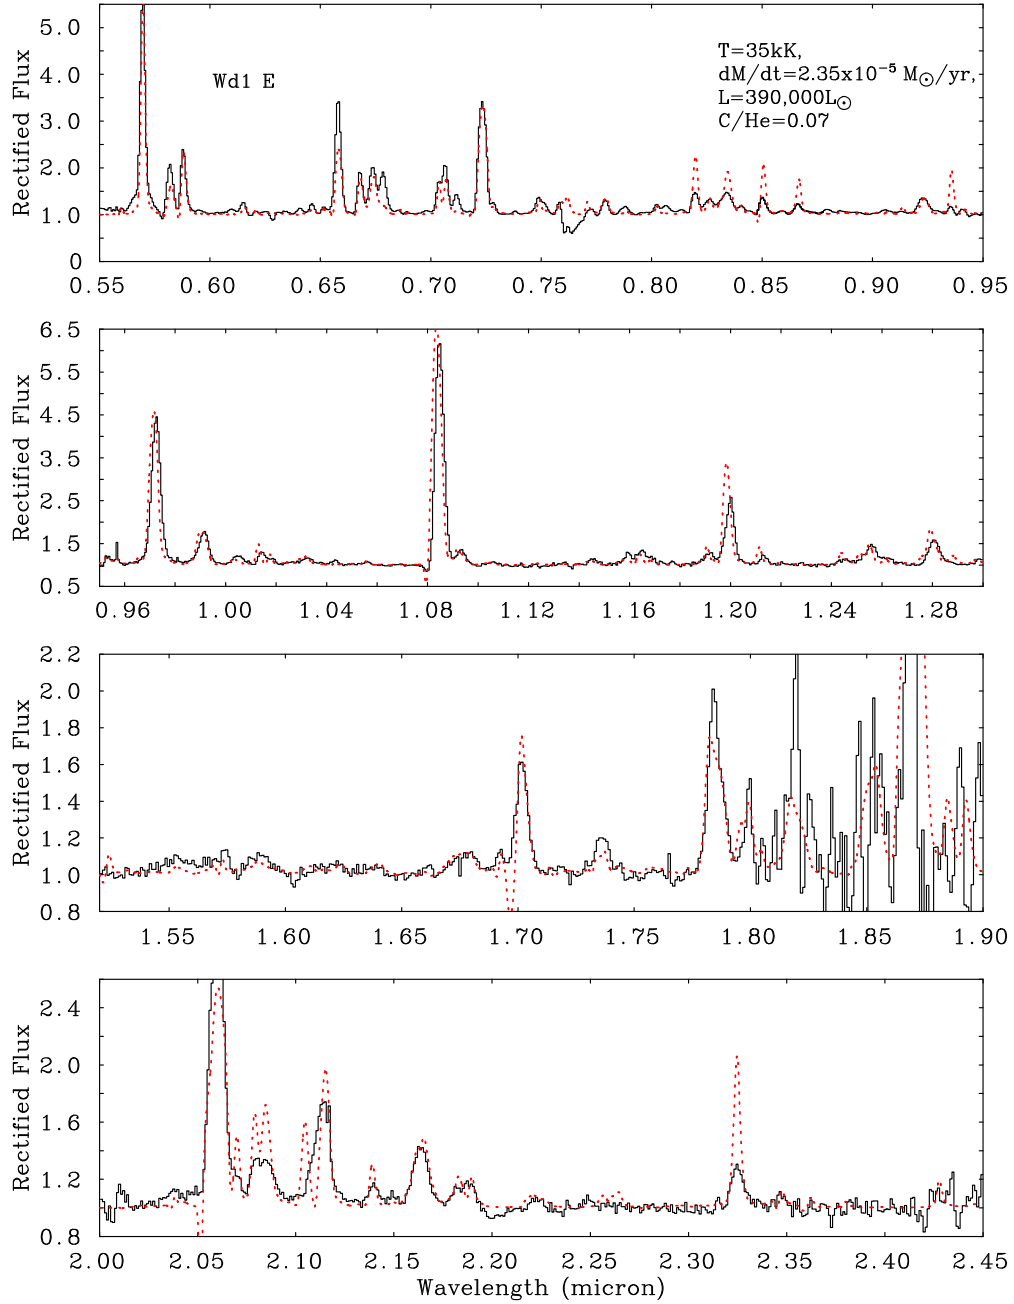 5.0
4.0
3.0
2.0
1.0
0
Rectified Flux
Wd1 E
T=35kK,
dM/dt=2.35x10⁻⁵ M☉/yr,
L=390,000L☉
C/He=0.07
0.55 0.60 0.65 0.70 0.75 0.80 0.85 0.90 0.95
6.5
5.5
4.5
3.5
2.5
1.5
0.5
Rectified Flux
0.96 1.00 1.04 1.08 1.12 1.16 1.20 1.24 1.28
2.2
2.0
1.8
1.6
1.4
1.2
1.0
0.8
Rectified Flux
1.55 1.60 1.65 1.70 1.75 1.80 1.85 1.90
2.4
2.0
1.6
1.2
0.8
Rectified Flux
2.00 2.05 2.10 2.15 2.20 2.25 2.30 2.35 2.40 2.45
Wavelength (micron)